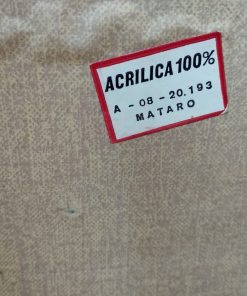 ACRILICA 100%
A - 08 - 20.193
MATARO